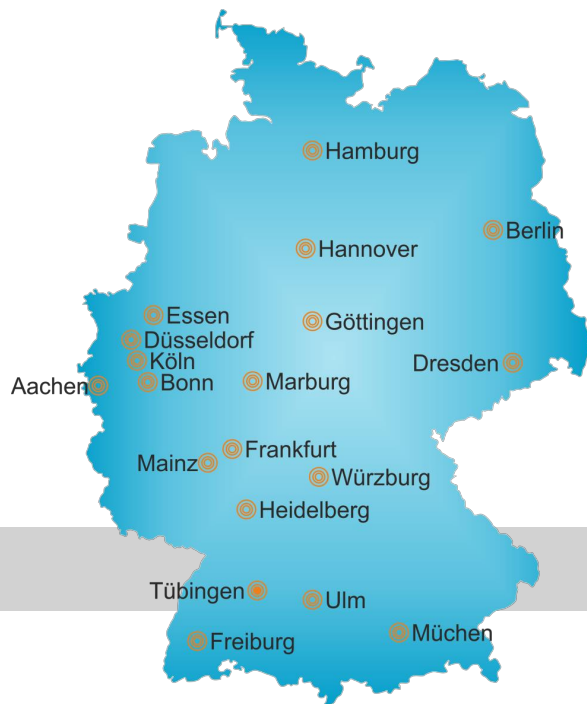 Hamburg
Berlin
Hannover
Essen
Göttingen
Düsseldorf
Köln
Dresden
Aachen
Bonn
Marburg
Frankfurt
Mainz
Würzburg
Heidelberg
Tübingen
Ulm
Müchen
Freiburg